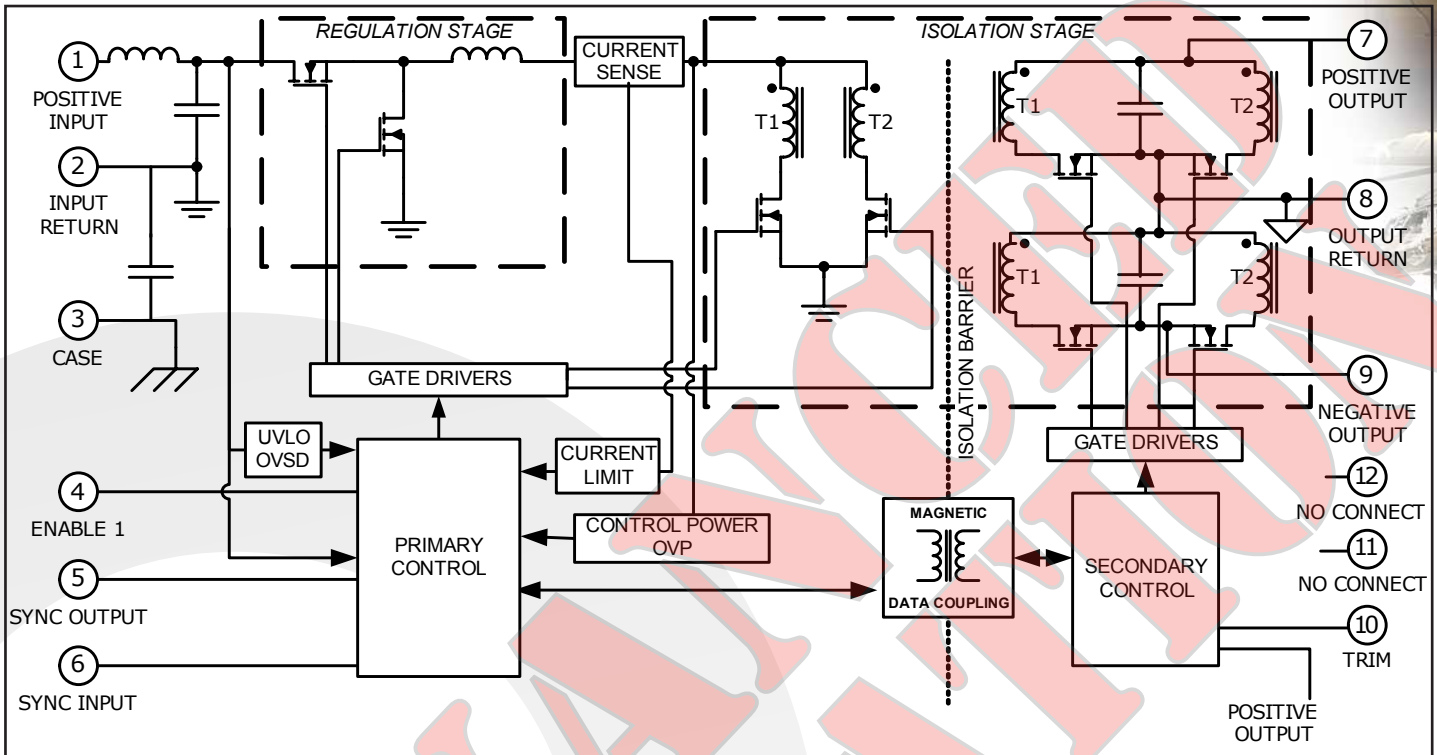 REGULATION STAGE
ISOLATION STAGE
1
POSITIVE
INPUT
2
INPUT
RETURN
3
CASE
CURRENT
SENSE
T1
T2
T1
T2
7
POSITIVE
OUTPUT
8
OUTPUT
RETURN
T1
T2
ISOLATION BARRIER
9
NEGATIVE
OUTPUT
GATE DRIVERS
GATE DRIVERS
UVLO
OVSD
4
ENABLE 1
5
SYNC OUTPUT
6
SYNC INPUT
PRIMARY
CONTROL
CURRENT
LIMIT
CONTROL POWER
OVP
MAGNETIC
DATA COUPLING
SECONDARY
CONTROL
12
NO CONNECT
11
NO CONNECT
10
TRIM
POSITIVE
OUTPUT